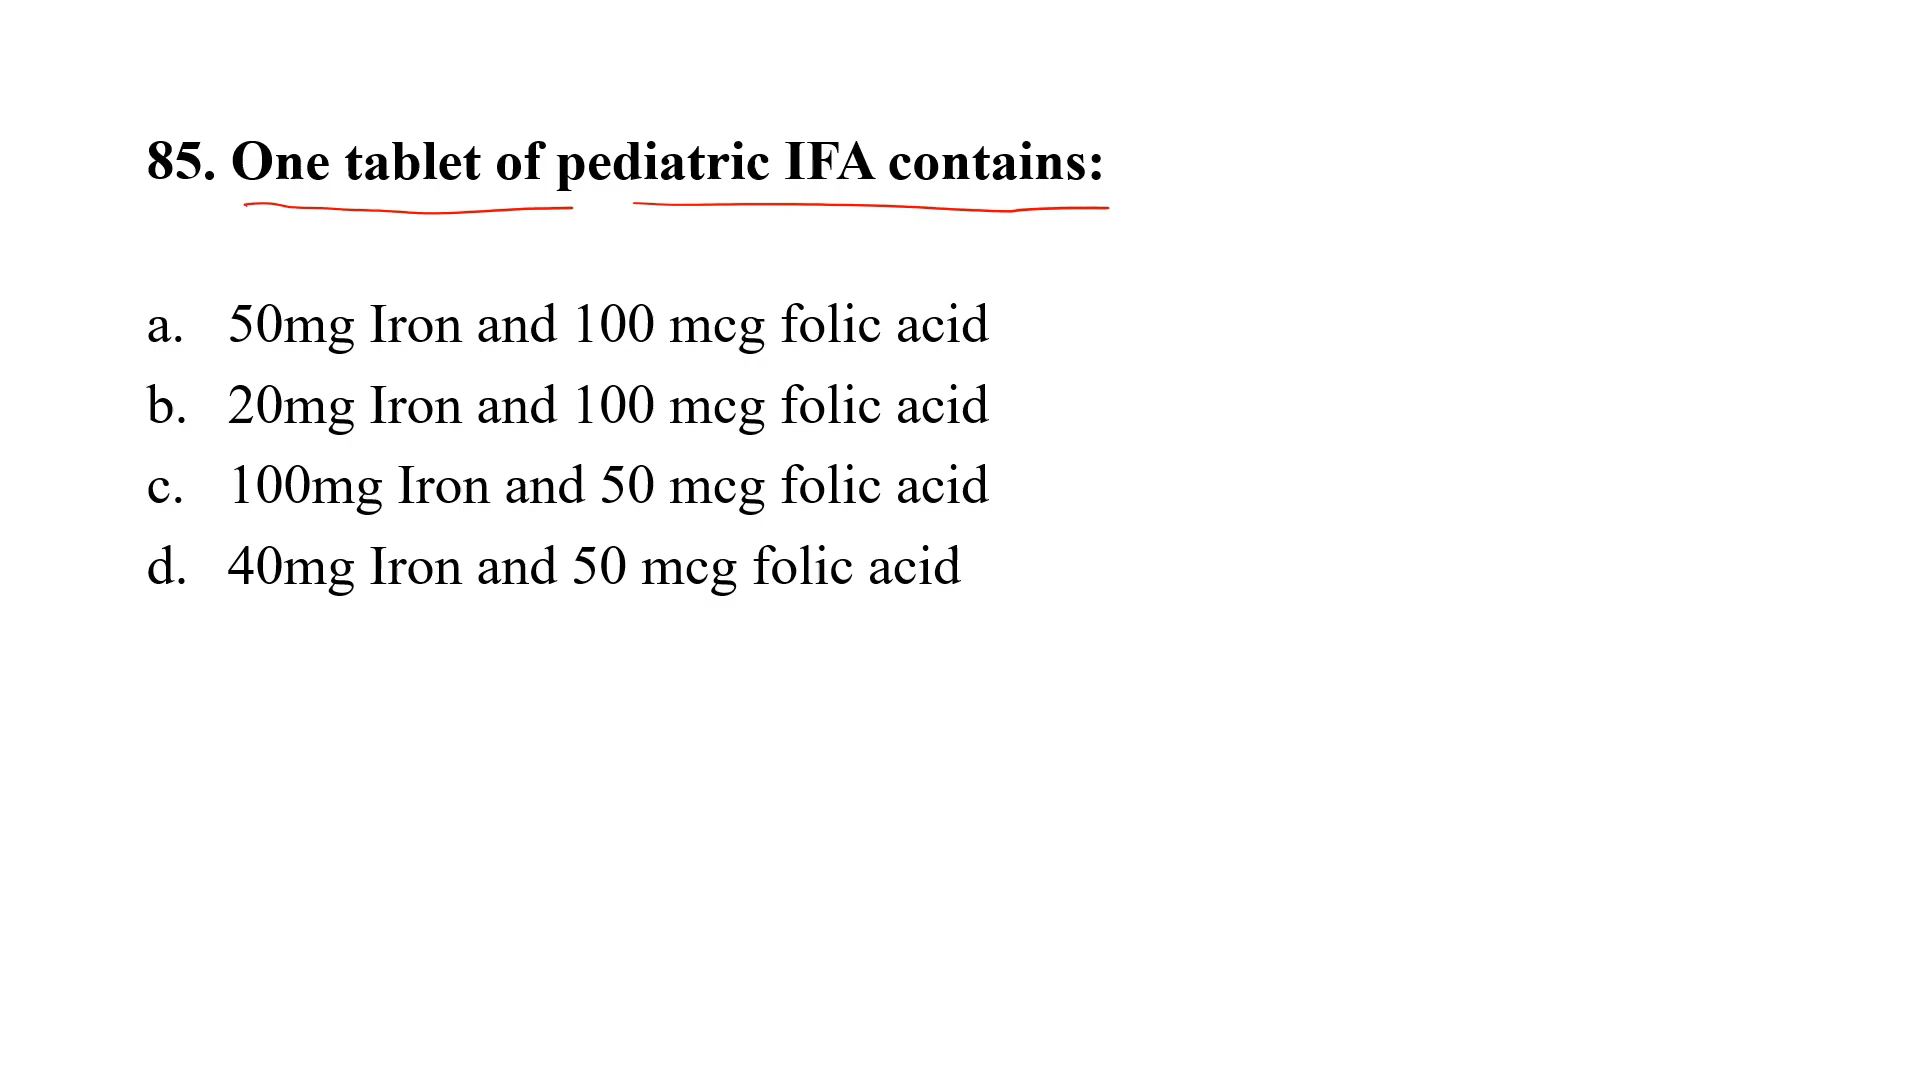 85. One tablet of pediatric IFA contains:
a. 50mg Iron and 100 mcg folic acid
b. 20mg Iron and 100 mcg folic acid
c. 100mg Iron and 50 mcg folic acid
d. 40mg Iron and 50 mcg folic acid